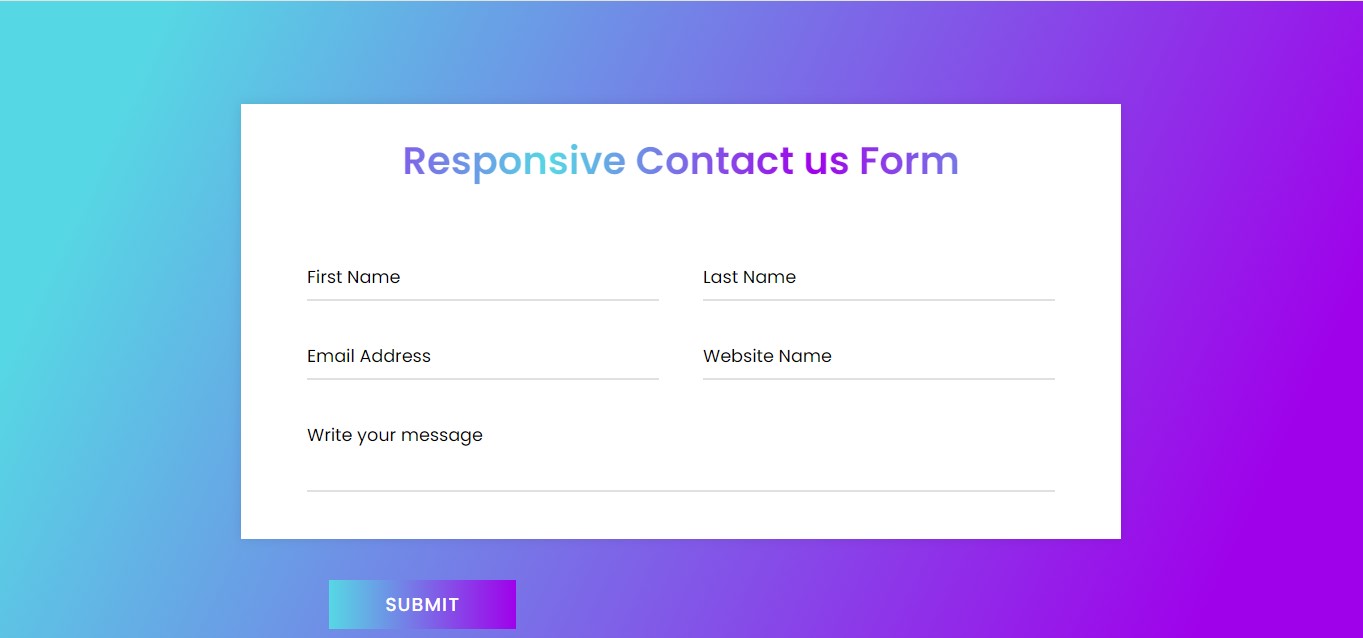 Responsive Contact us Form
First Name
Last Name
Email Address
Website Name
Write your message
SUBMIT